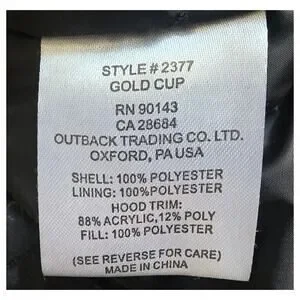 STYLE # 2377
GOLD CUP
RN 90143
CA 28684
OUTBACK TRADING CO. LTD.
OXFORD, PA USA
SHELL: 100% POLYESTER
LINING: 100% POLYESTER
HOOD TRIM:
88% ACRYLIC, 12% POLY
FILL: 100% POLYESTER
(SEE REVERSE FOR CARE)
MADE IN CHINA